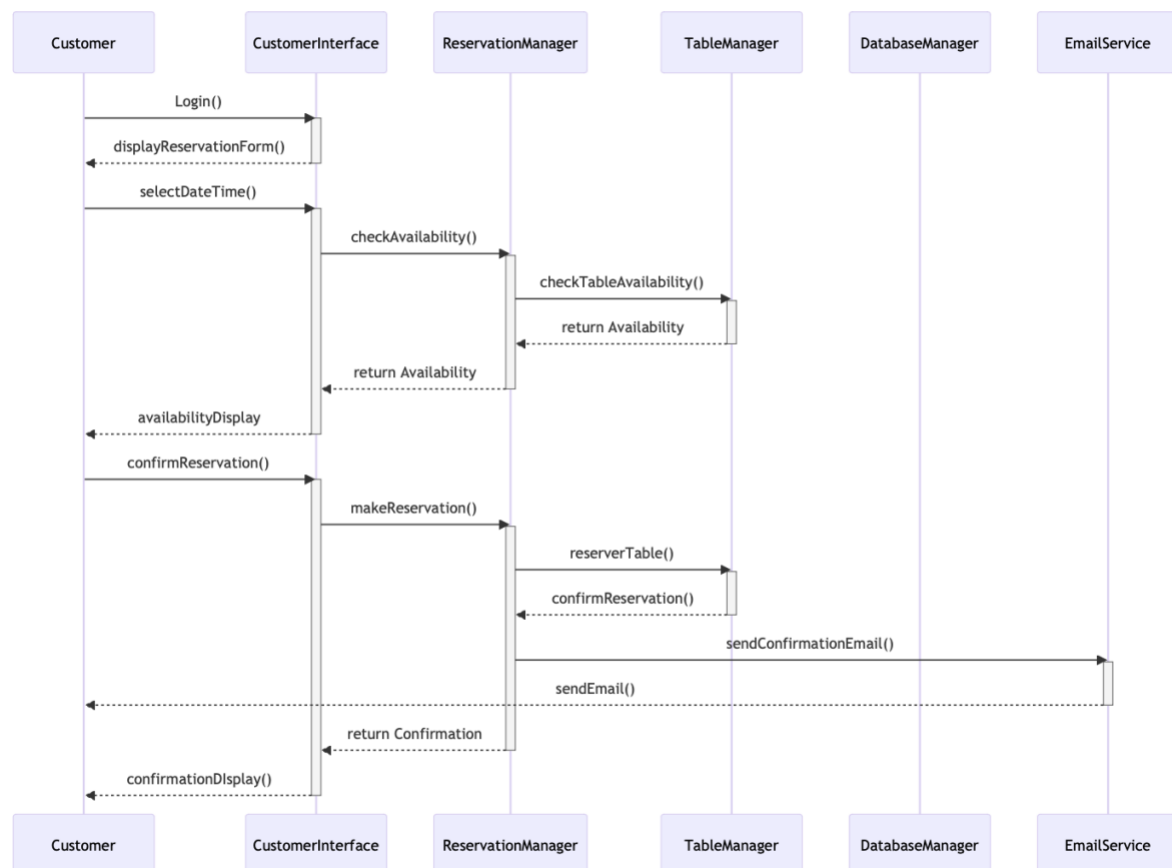 Customer
CustomerInterface
ReservationManager
TableManager
DatabaseManager
EmailService
Login()
displayReservationForm()
selectDateTime()
checkAvailability()
checkTableAvailability()
return Availability
return Availability
availabilityDisplay
confirmReservation()
makeReservation()
reserverTable()
confirmReservation()
sendConfirmationEmail()
sendEmail()
return Confirmation
confirmationDIsplay()
Customer
CustomerInterface
ReservationManager
TableManager
DatabaseManager
EmailService